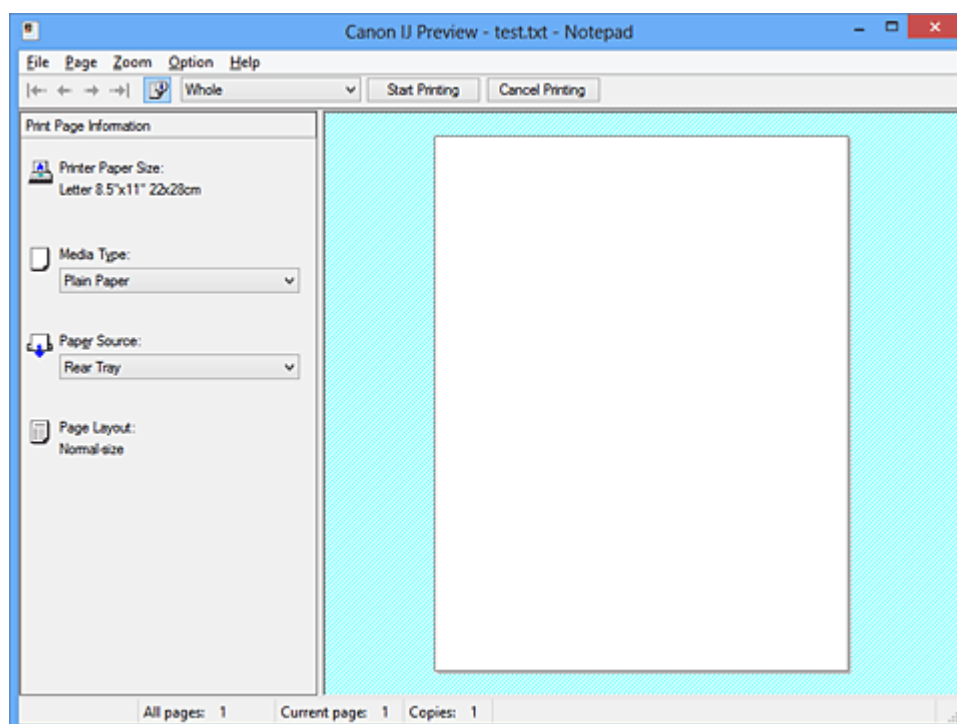 Canon IJ Preview - test.txt - Notepad
File Page Zoom Option Help
Whole Start Printing Cancel Printing
Print Page Information
Printer Paper Size:
Letter 8.5"x11" 22x28cm
Media Type:
Plain Paper
Paper Source:
Rear Tray
Page Layout:
Normal-size
All pages: 1 Current page: 1 Copies: 1